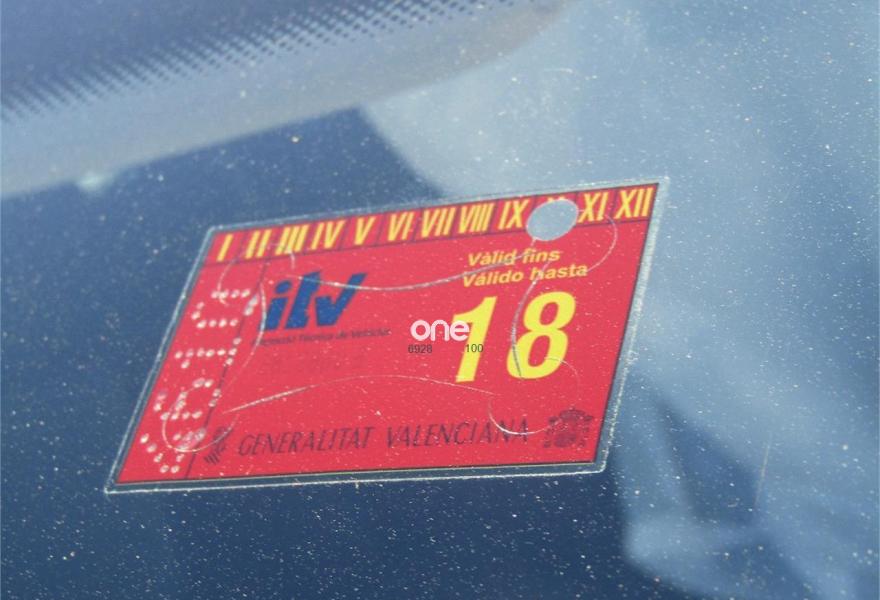 I II III IV V VI VII VIII IX XI XII
Vàlid fins
Válido hasta
itv
18
one
6928 100
GENERALITAT VALENCIANA